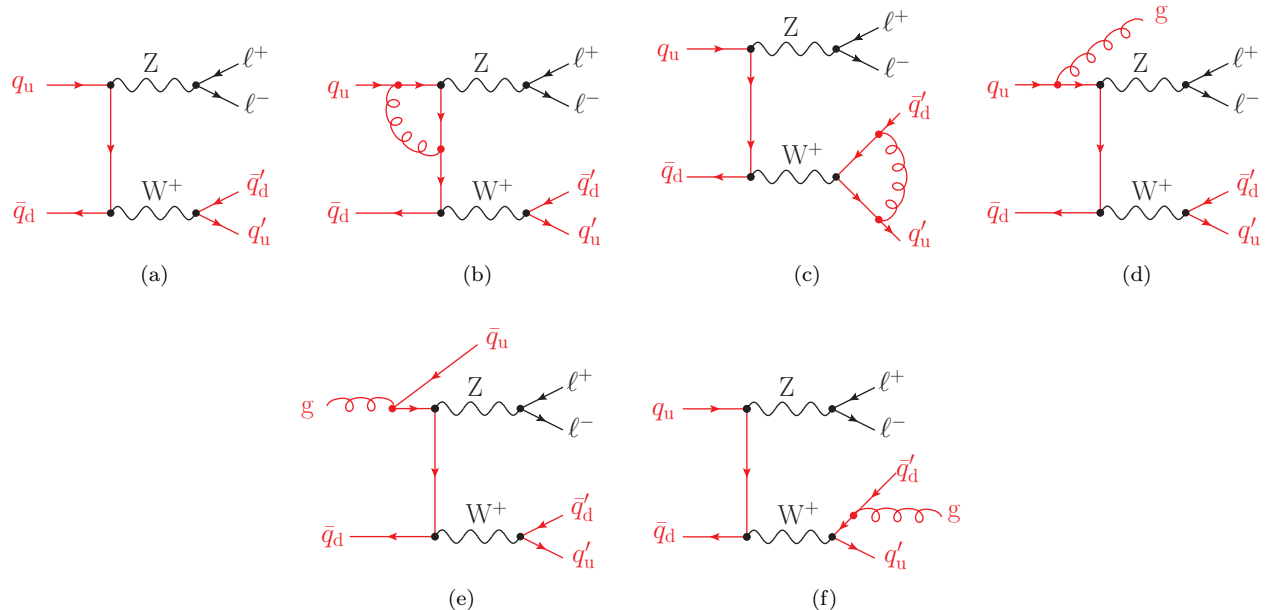 Z ℓ⁺ ℓ⁻
q_u
W⁺ q̄′_d q′_u
q̄_d
(a)
Z ℓ⁺ ℓ⁻
q_u
W⁺ q̄′_d q′_u
q̄_d
(b)
Z ℓ⁺ ℓ⁻
q_u
W⁺ q̄′_d q′_u
q̄_d
(c)
g
Z ℓ⁺ ℓ⁻
q_u
W⁺ q̄′_d q′_u
q̄_d
(d)
q̄_u
Z ℓ⁺ ℓ⁻
g
W⁺ q̄′_d q′_u
q̄_d
(e)
Z ℓ⁺ ℓ⁻
q_u
W⁺ q̄′_d g
q̄_d q′_u
(f)